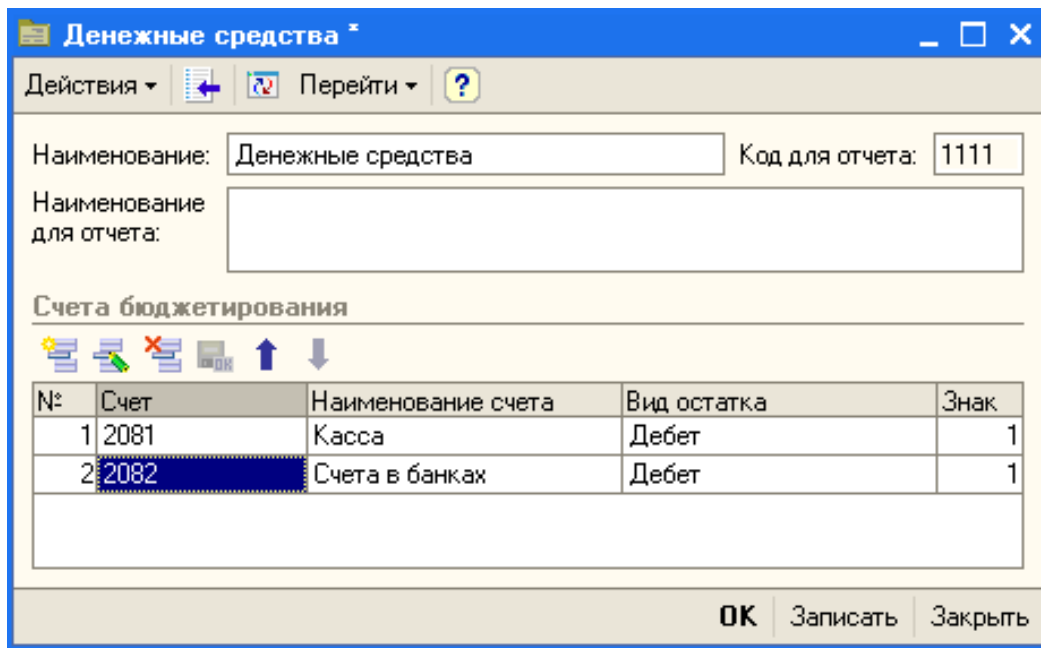 Денежные средства *
Действия Перейти ?
Наименование: Денежные средства Код для отчета: 1111
Наименование
для отчета:
Счета бюджетирования
OK
№ Счет Наименование счета Вид остатка Знак
1 2081 Касса Дебет 1
2 2082 Счета в банках Дебет 1
OK Записать Закрыть